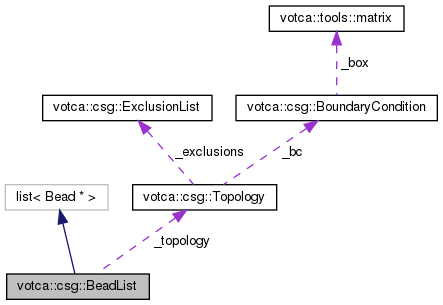 votca::tools::matrix
_box
votca::csg::ExclusionList
votca::csg::BoundaryCondition
_exclusions
_bc
list< Bead * >
votca::csg::Topology
_topology
votca::csg::BeadList